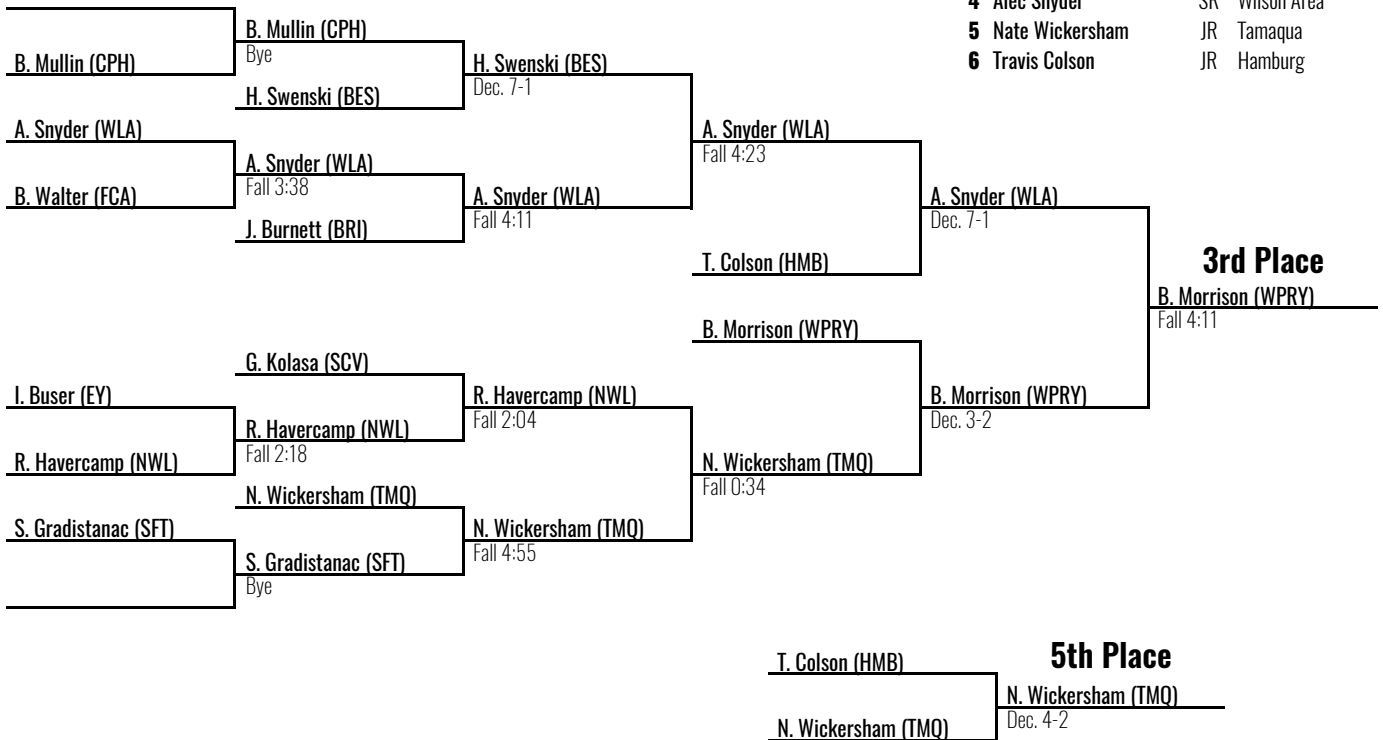 4 Alec Snyder SR Wilson Area
5 Nate Wickersham JR Tamaqua
6 Travis Colson JR Hamburg
B. Mullin (CPH)
B. Mullin (CPH)
Bye
H. Swenski (BES)
H. Swenski (BES)
Dec. 7-1
A. Snyder (WLA)
B. Walter (FCA)
A. Snyder (WLA)
Fall 3:38
J. Burnett (BRI)
A. Snyder (WLA)
Fall 4:11
A. Snyder (WLA)
Fall 4:23
T. Colson (HMB)
A. Snyder (WLA)
Dec. 7-1
3rd Place
B. Morrison (WPRY)
Fall 4:11
B. Morrison (WPRY)
B. Morrison (WPRY)
Dec. 3-2
G. Kolasa (SCV)
I. Buser (EY)
R. Havercamp (NWL)
R. Havercamp (NWL)
Fall 2:18
R. Havercamp (NWL)
Fall 2:04
N. Wickersham (TMQ)
Fall 0:34
N. Wickersham (TMQ)
S. Gradistanac (SFT)
S. Gradistanac (SFT)
Bye
N. Wickersham (TMQ)
Fall 4:55
5th Place
T. Colson (HMB)
N. Wickersham (TMQ)
N. Wickersham (TMQ)
Dec. 4-2